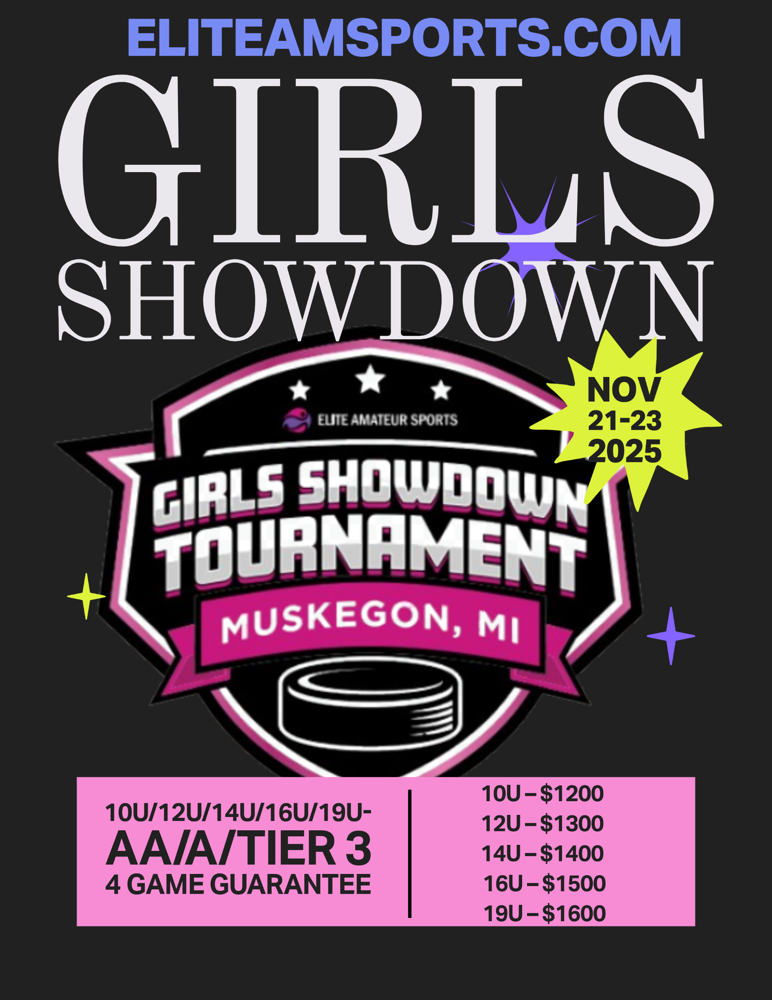 ELITEAMSPORTS.COM
GIRLS
SHOWDOWN
NOV
21-23
2025
ELITE AMATEUR SPORTS
GIRLS SHOWDOWN
TOURNAMENT
MUSKEGON, MI
10U/12U/14U/16U/19U-
AA/A/TIER 3
4 GAME GUARANTEE
10U – $1200
12U – $1300
14U – $1400
16U – $1500
19U – $1600